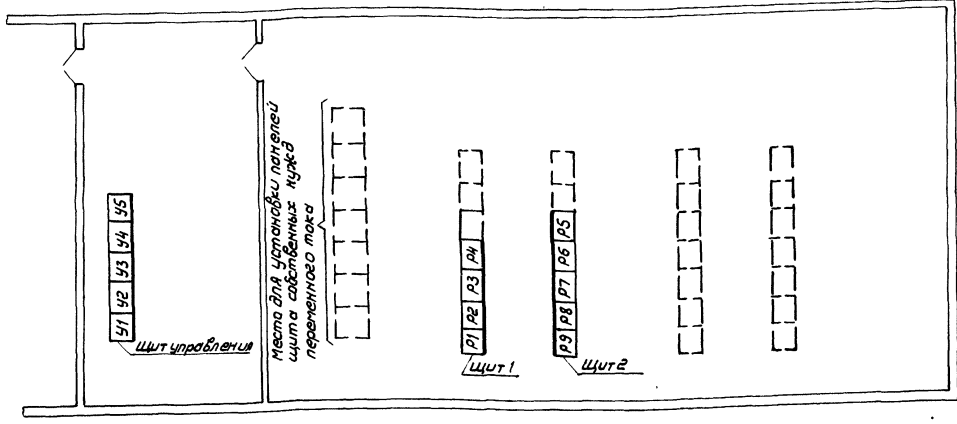 У1 У2 У3 У4 У5
Щит управления
Места для установки панелей
щита собственных нужд
переменного тока
Р1 Р2 Р3 Р4
Щит 1
Р9 Р8 Р7 Р6 Р5
Щит 2